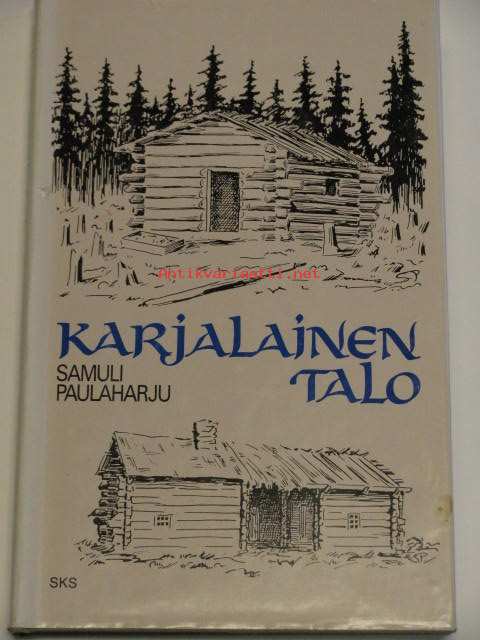 Antikvariaatti.net
KARJALAINEN
SAMULI
PAULAHARJU
TALO
SKS